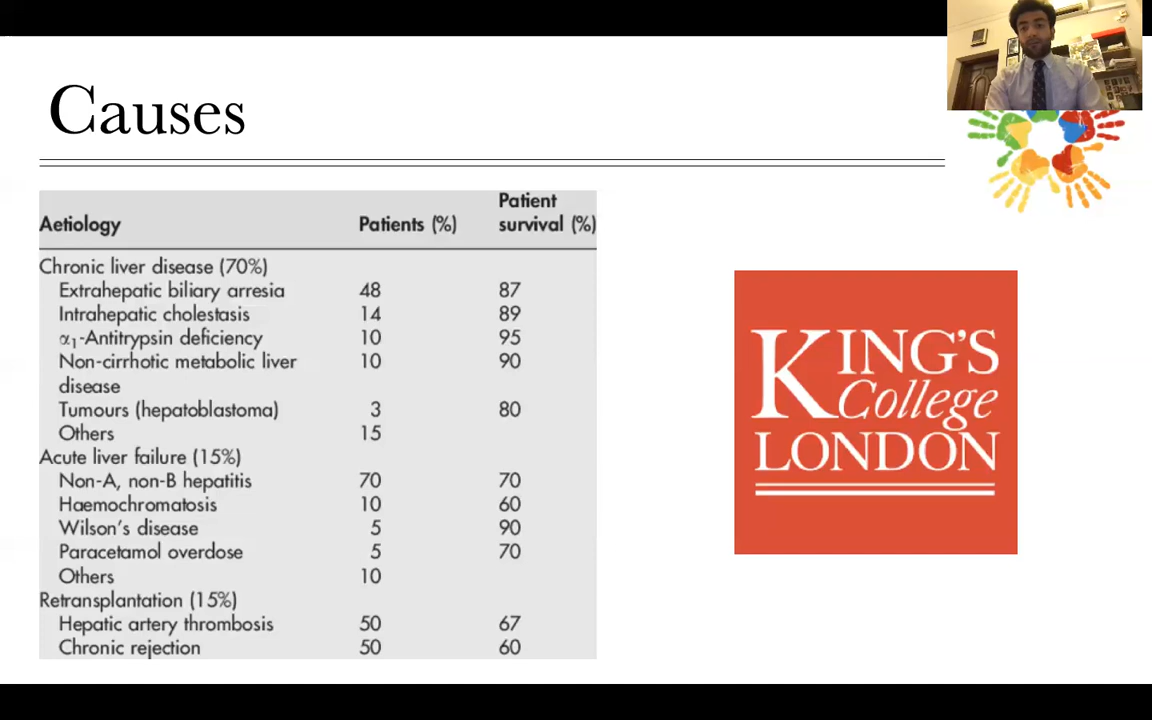 Causes
Aetiology Patients (%) Patient survival (%)
Chronic liver disease (70%)
Extrahepatic biliary arresia 48 87
Intrahepatic cholestasis 14 89
α1-Antitrypsin deficiency 10 95
Non-cirrhotic metabolic liver 10 90
disease
Tumours (hepatoblastoma) 3 80
Others 15
Acute liver failure (15%)
Non-A, non-B hepatitis 70 70
Haemochromatosis 10 60
Wilson's disease 5 90
Paracetamol overdose 5 70
Others 10
Retransplantation (15%)
Hepatic artery thrombosis 50 67
Chronic rejection 50 60
KING'S
College
LONDON